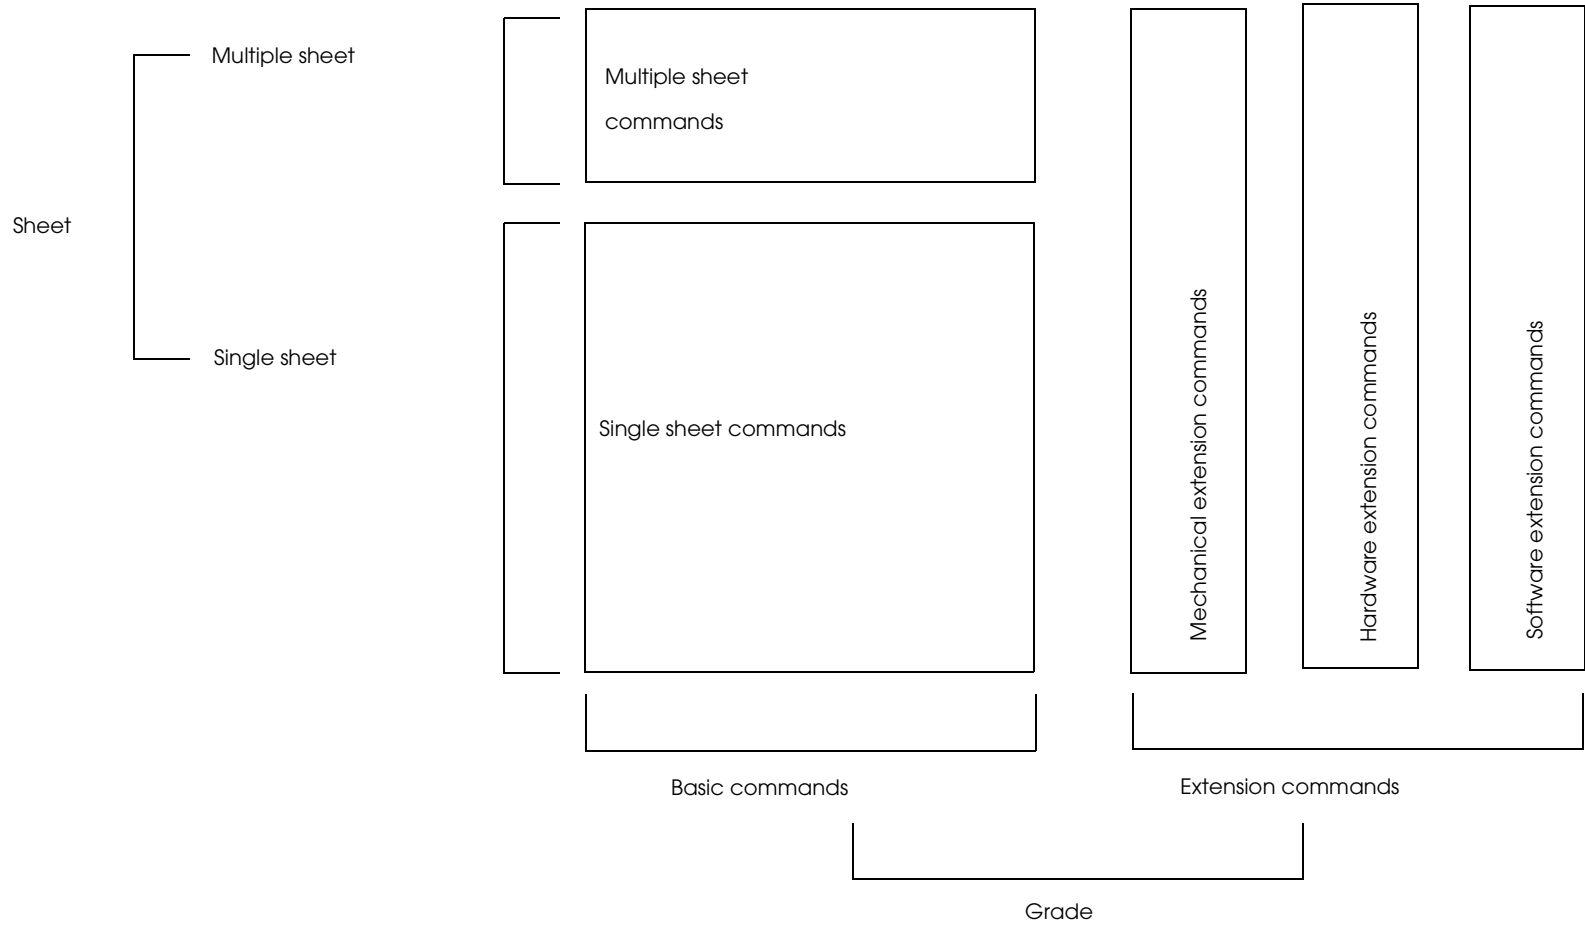 Multiple sheet
Multiple sheet
commands
Sheet
Single sheet
Single sheet commands
Mechanical extension commands
Hardware extension commands
Software extension commands
Basic commands
Extension commands
Grade